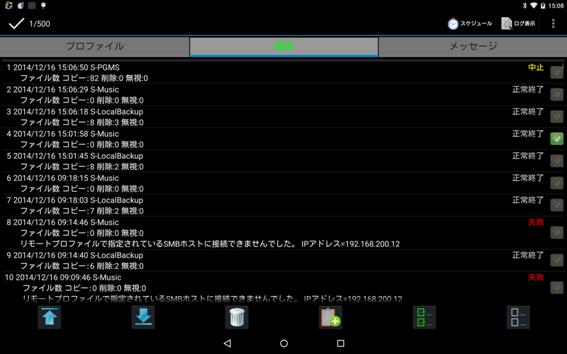 15:08
1/500
スケジュール
ログ表示
プロファイル
履歴
メッセージ
1 2014/12/16 15:06:50 S-PGMS 中止
ファイル数 コピー:82 削除:0 無視:0
2 2014/12/16 15:06:29 S-Music 正常終了
ファイル数 コピー:0 削除:0 無視:0
3 2014/12/16 15:06:18 S-LocalBackup 正常終了
ファイル数 コピー:8 削除:3 無視:0
4 2014/12/16 15:01:58 S-Music 正常終了
ファイル数 コピー:0 削除:0 無視:0
5 2014/12/16 15:01:45 S-LocalBackup 正常終了
ファイル数 コピー:8 削除:2 無視:0
6 2014/12/16 09:18:15 S-Music 正常終了
ファイル数 コピー:0 削除:0 無視:0
7 2014/12/16 09:18:03 S-LocalBackup 正常終了
ファイル数 コピー:7 削除:2 無視:0
8 2014/12/16 09:14:46 S-Music 失敗
ファイル数 コピー:0 削除:0 無視:0
リモートプロファイルで指定されているSMBホストに接続できませんでした。 IPアドレス=192.168.200.12
9 2014/12/16 09:14:40 S-LocalBackup 正常終了
ファイル数 コピー:6 削除:2 無視:0
10 2014/12/16 09:09:46 S-Music 失敗
ファイル数 コピー:0 削除:0 無視:0
リモートプロファイルで指定されているSMBホストに接続できませんでした。 IPアドレス=192.168.200.12